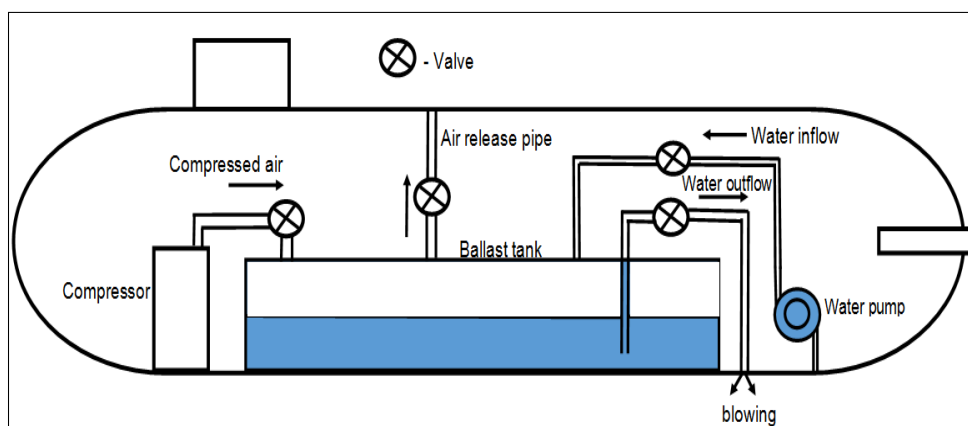 - Valve
Air release pipe
Water inflow
Compressed air
Water outflow
Ballast tank
Compressor
Water pump
blowing